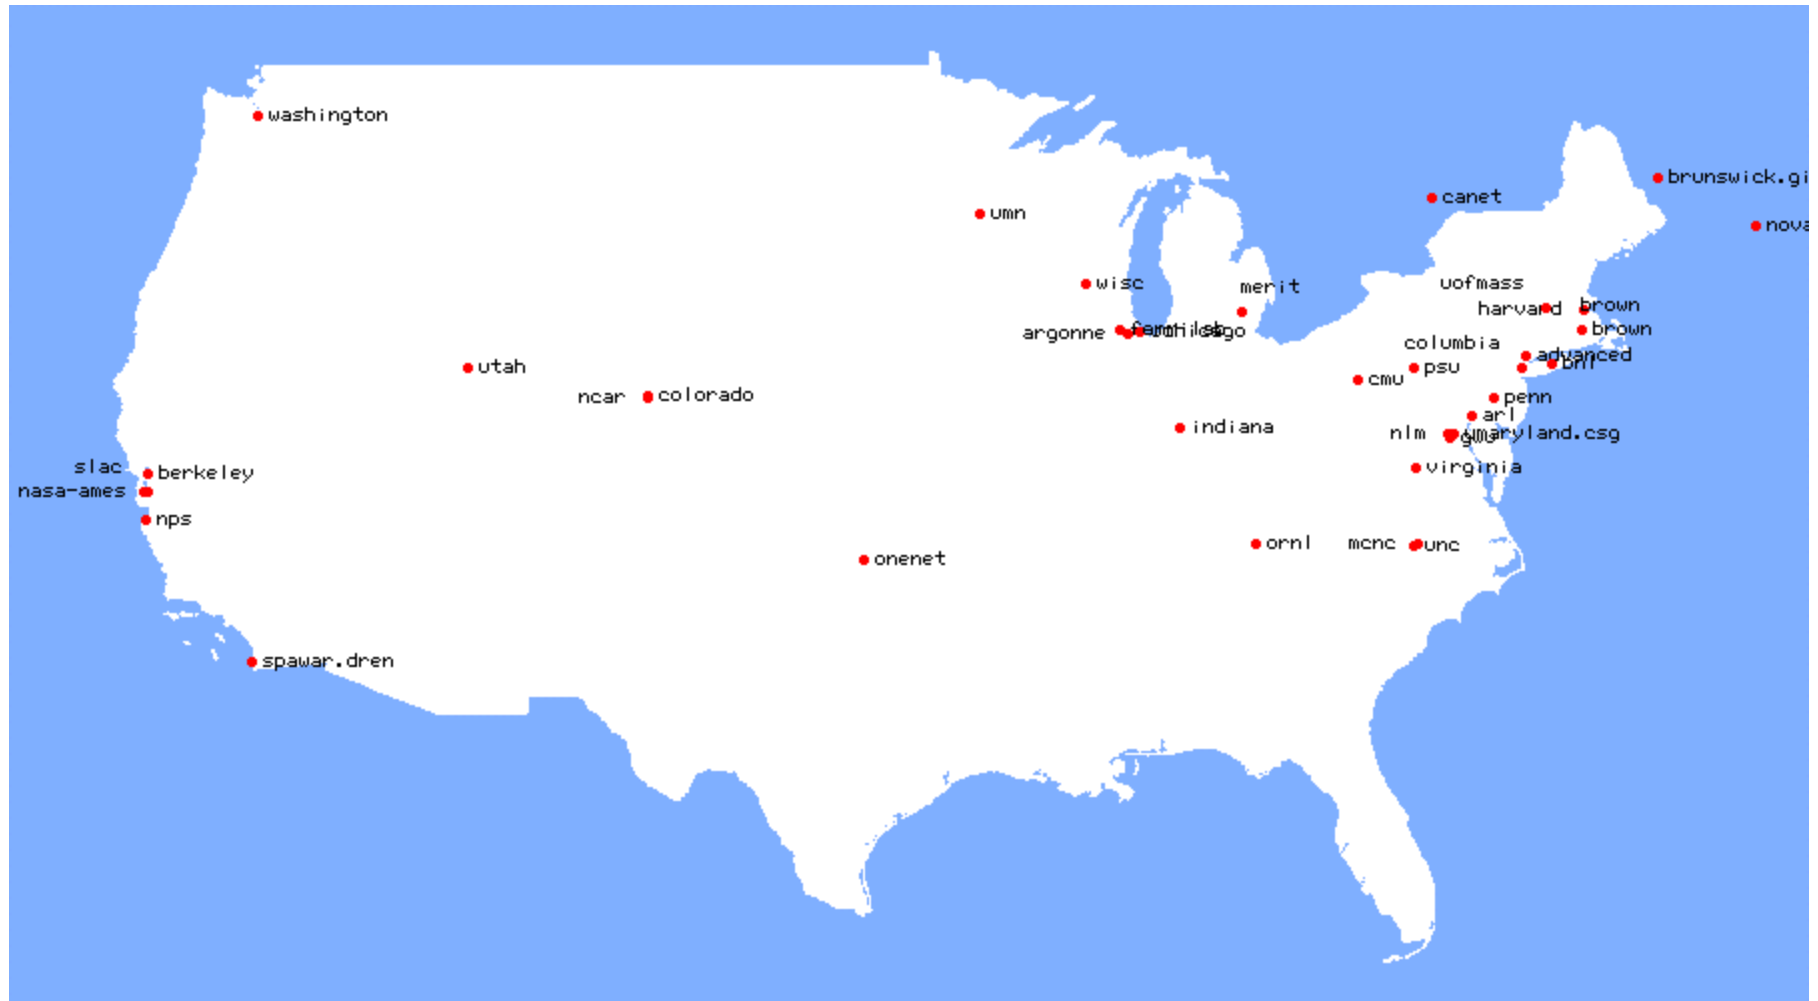 washington
brunswick.gi
canet
nova
umn
wisc
merit
uofmass
harvard
brown
argonne
brown
columbia
advanced
utah
psu
bnl
cmu
ncar
colorado
penn
arl
indiana
nlm
umaryland.csg
slac
berkeley
virginia
nasa-ames
nps
ornl
mcnc
unc
onenet
spawar.dren